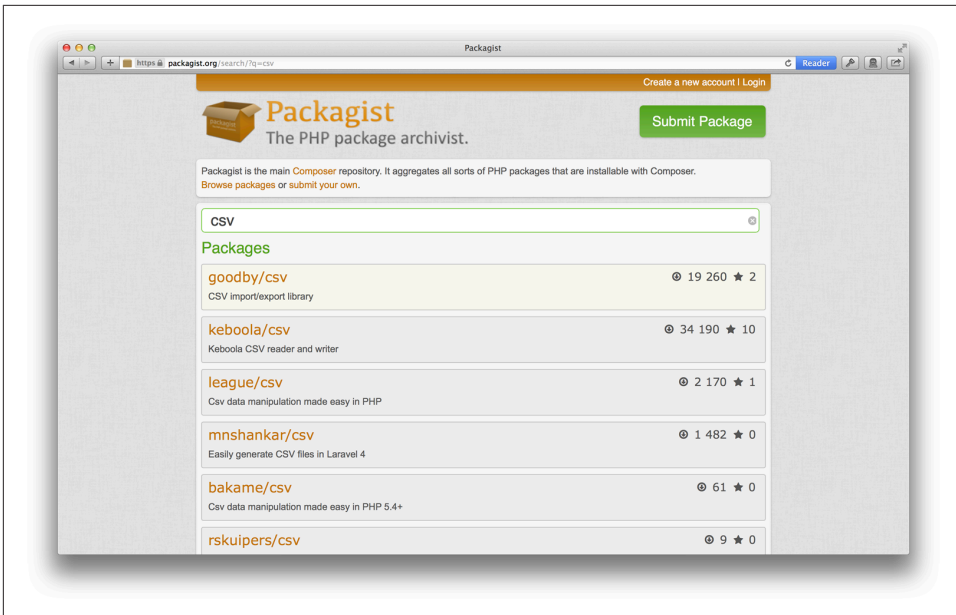 Packagist
https packagist.org/search/?q=csv
Reader
Create a new account | Login
packagist
Packagist
The PHP package archivist.
Submit Package
Packagist is the main Composer repository. It aggregates all sorts of PHP packages that are installable with Composer.
Browse packages or submit your own.
CSV
Packages
goodby/csv 19 260 ★ 2
CSV import/export library
keboola/csv 34 190 ★ 10
Keboola CSV reader and writer
league/csv 2 170 ★ 1
Csv data manipulation made easy in PHP
mnshankar/csv 1 482 ★ 0
Easily generate CSV files in Laravel 4
bakame/csv 61 ★ 0
Csv data manipulation made easy in PHP 5.4+
rskuipers/csv 9 ★ 0